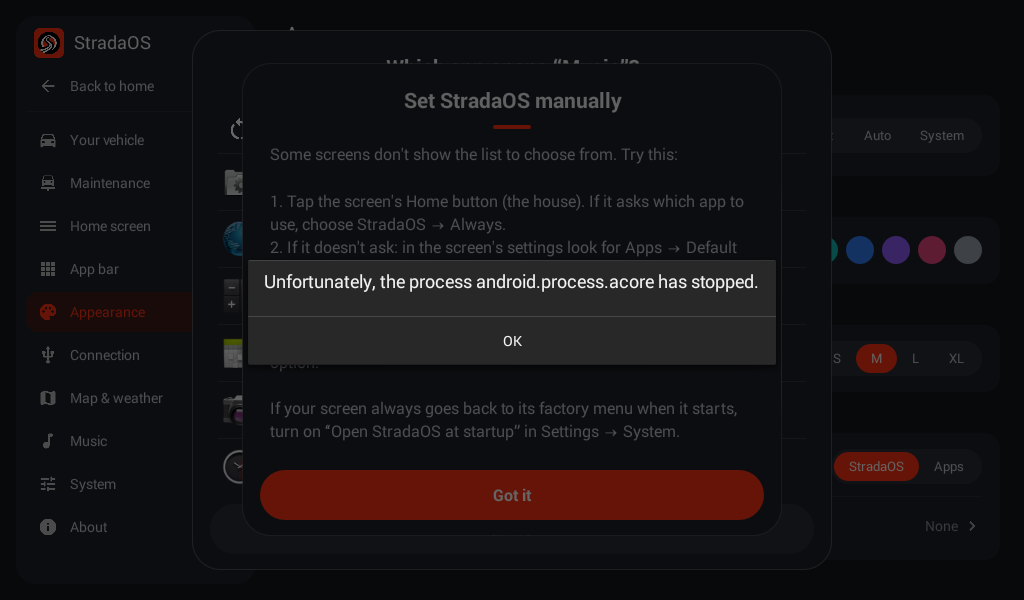 StradaOS
Back to home
Your vehicle
Maintenance
Home screen
App bar
Appearance
Connection
Map & weather
Music
System
About
Set StradaOS manually
Some screens don't show the list to choose from. Try this:
1. Tap the screen's Home button (the house). If it asks which app to
use, choose StradaOS → Always.
2. If it doesn't ask: in the screen's settings look for Apps → Default
Unfortunately, the process android.process.acore has stopped.
OK
option.
If your screen always goes back to its factory menu when it starts,
turn on “Open StradaOS at startup” in Settings → System.
Got it
Auto
System
S
M
L
XL
StradaOS
Apps
None